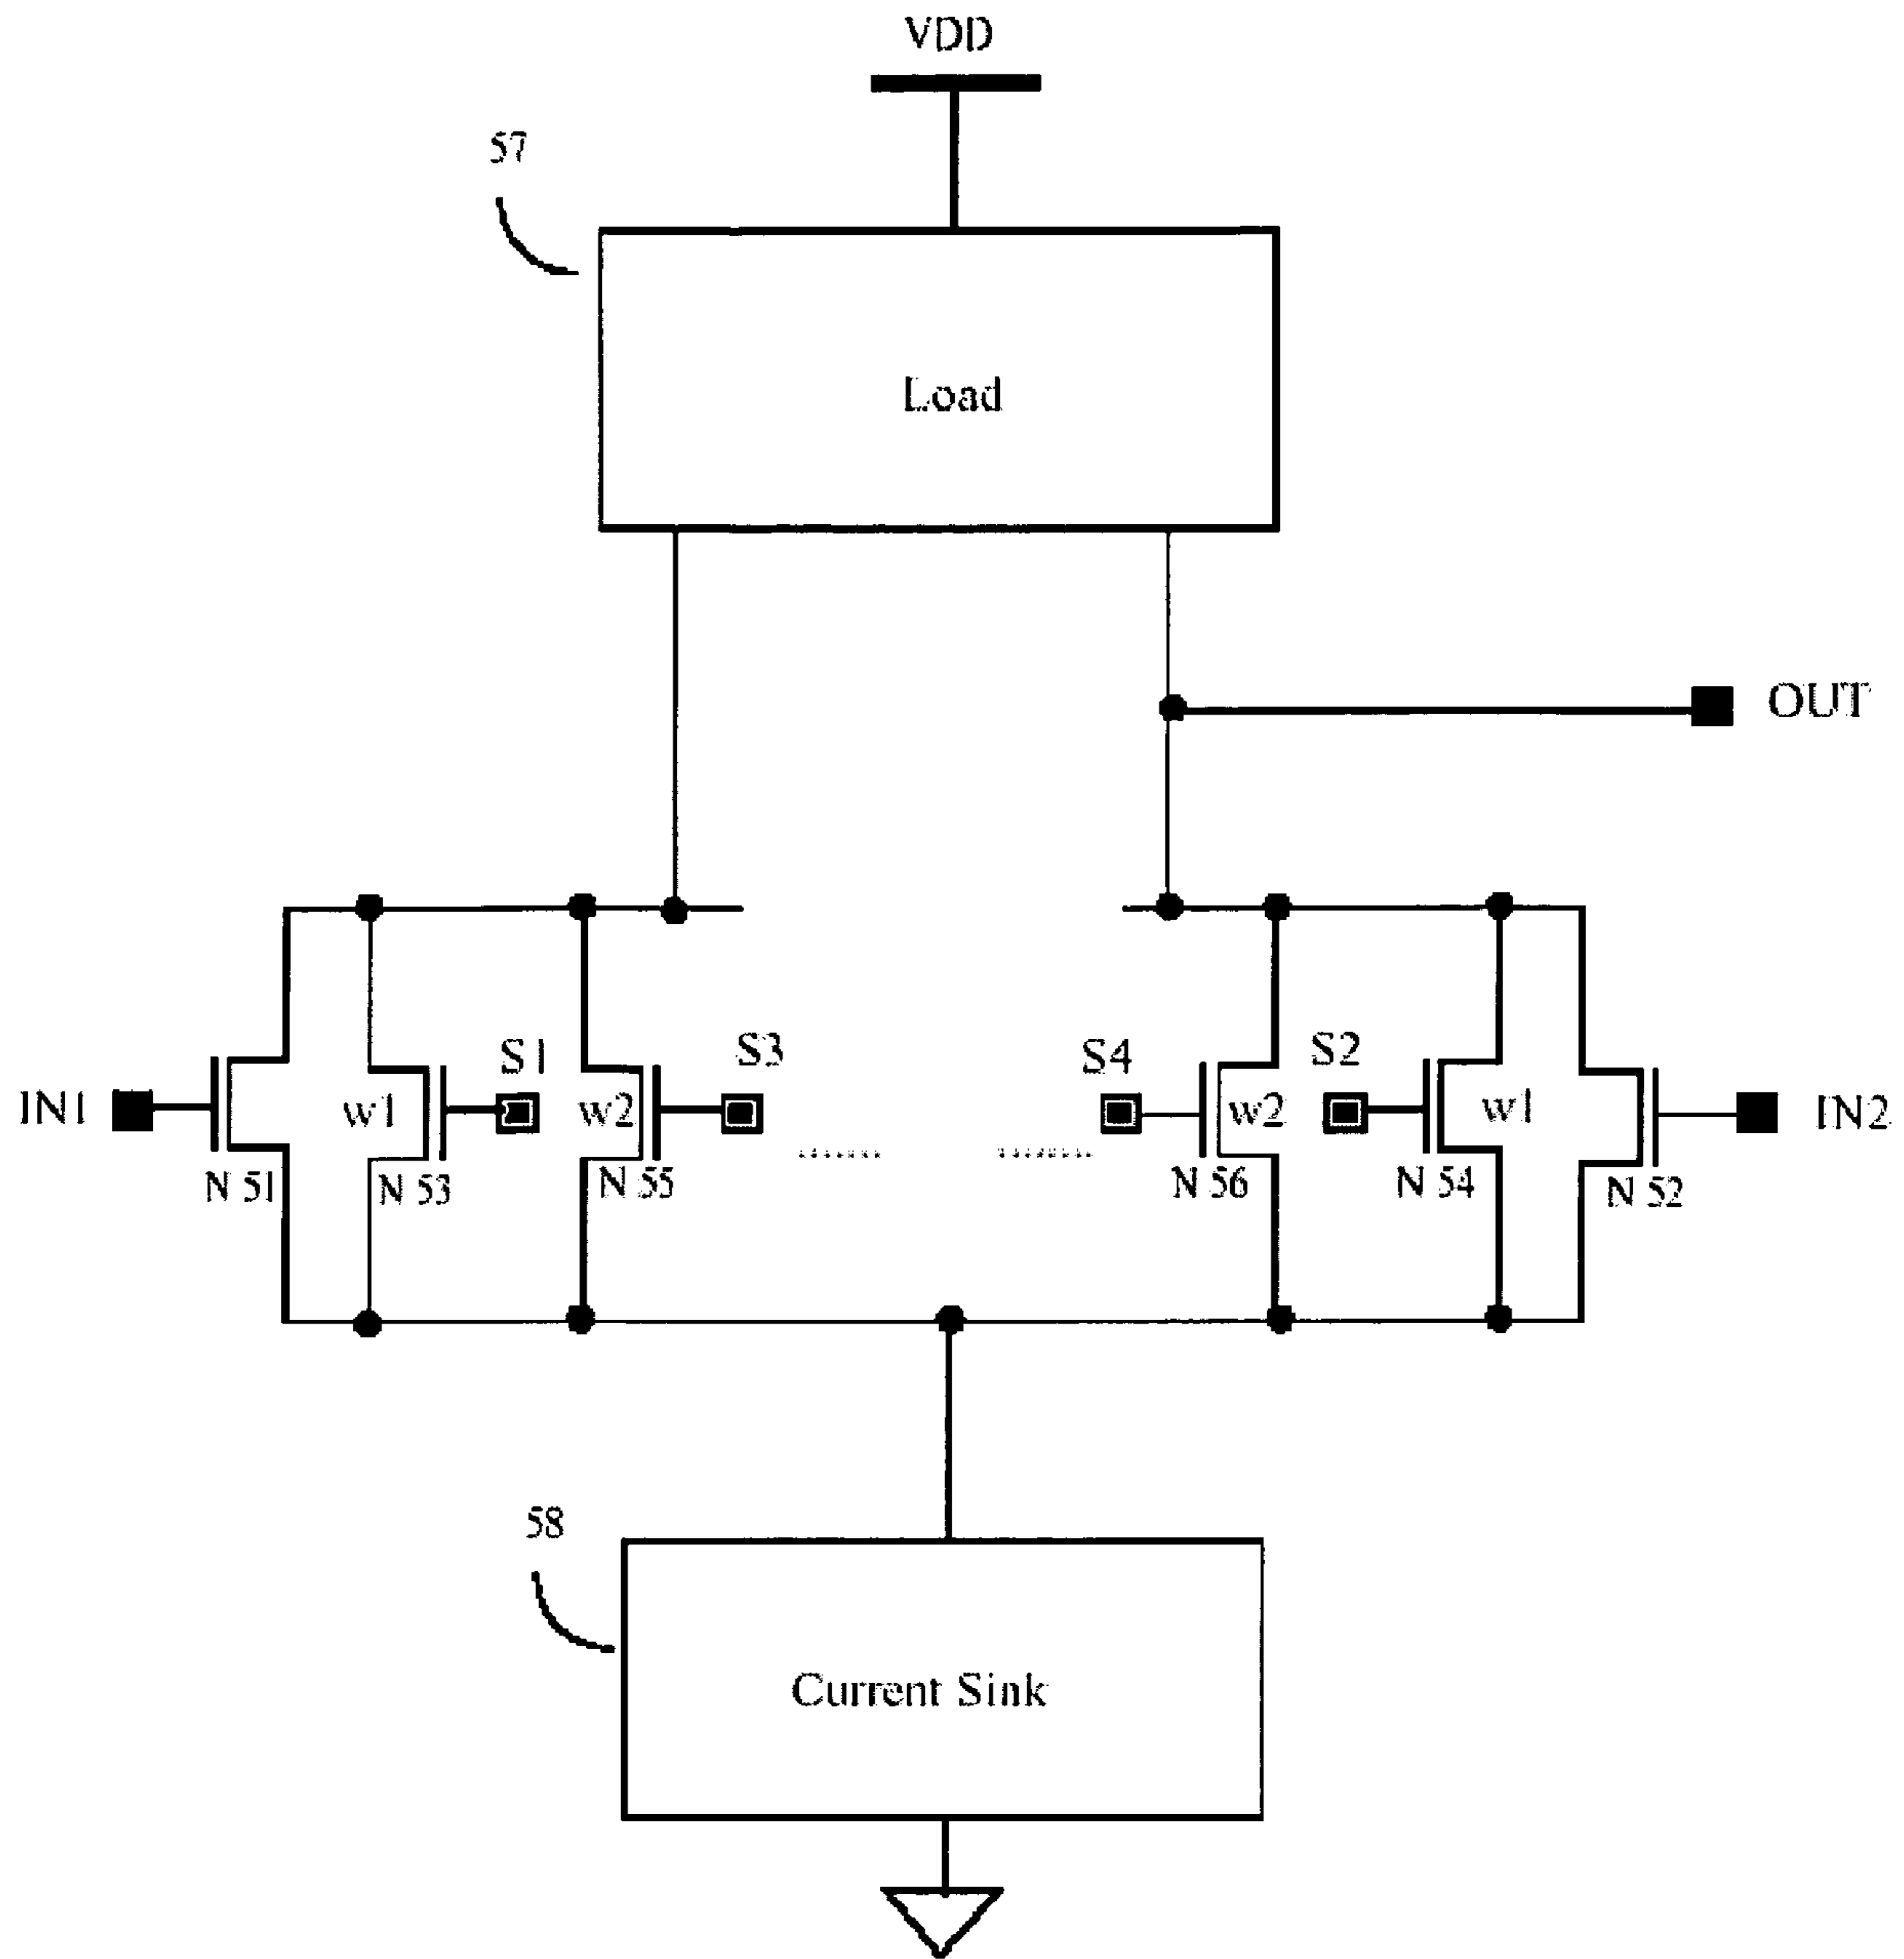 VDD
57
Load
OUT
S1
S3
S4
S2
IN1
w1
w2
w2
w1
IN2
N 51
N 53
N 55
N 56
N 54
N 52
58
Current Sink